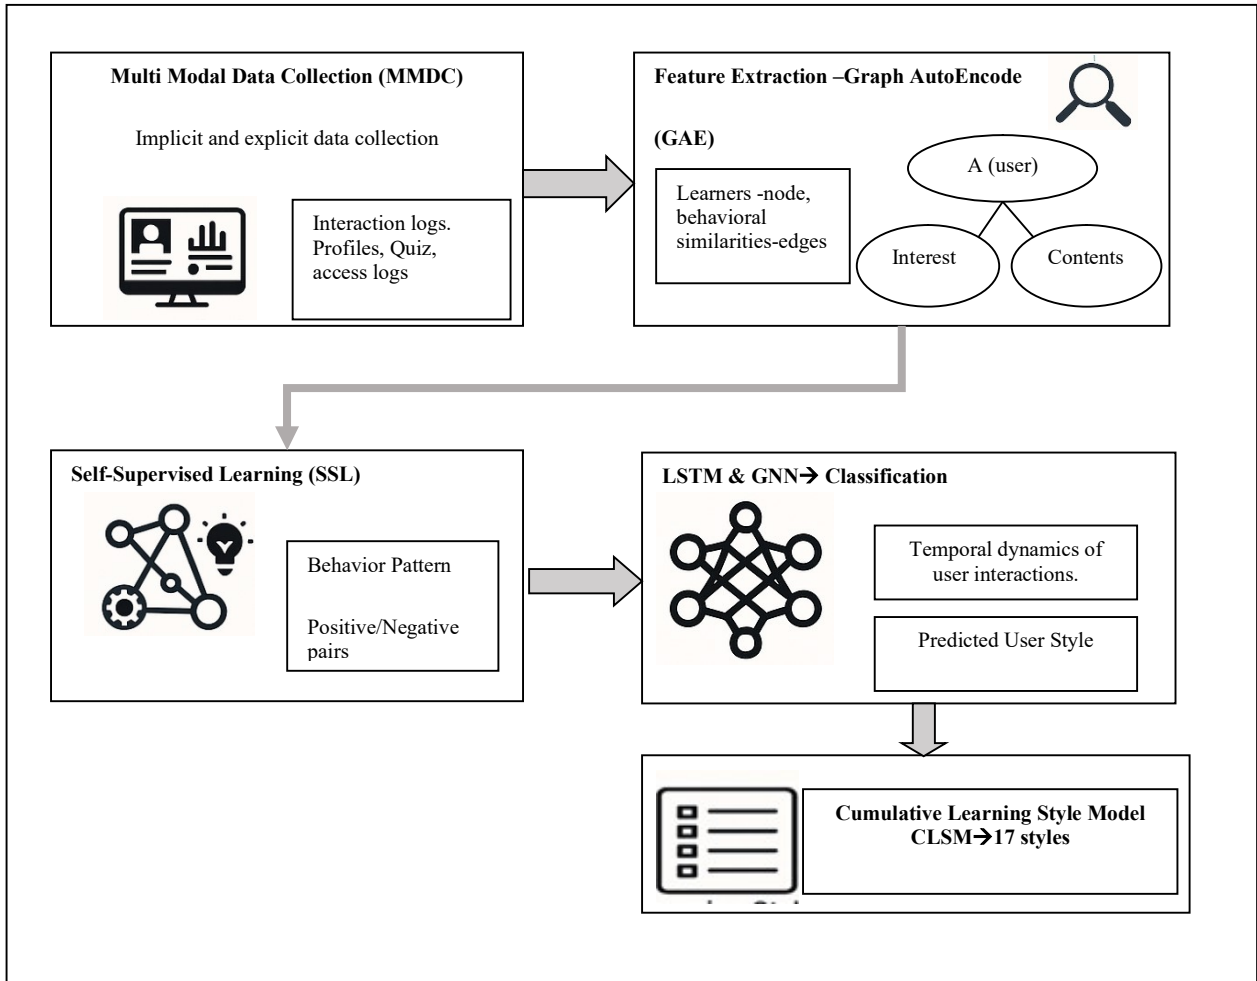 Multi Modal Data Collection (MMDC)
Implicit and explicit data collection
Interaction logs.
Profiles, Quiz,
access logs
Feature Extraction –Graph AutoEncode
(GAE)
Learners -node,
behavioral
similarities-edges
A (user)
Interest
Contents
Self-Supervised Learning (SSL)
Behavior Pattern
Positive/Negative
pairs
LSTM & GNN→ Classification
Temporal dynamics of
user interactions.
Predicted User Style
Cumulative Learning Style Model
CLSM→17 styles